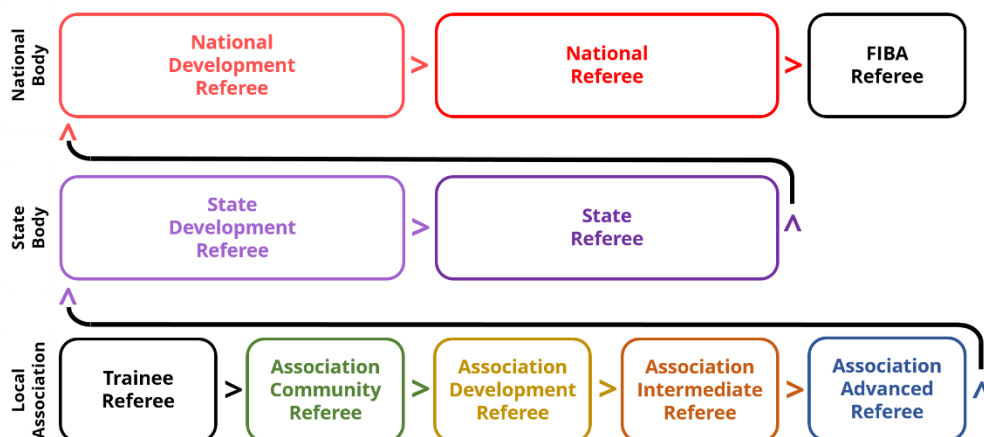 National
Body
National
Development
Referee
>
National
Referee
>
FIBA
Referee
State
Body
State
Development
Referee
>
State
Referee
Local
Association
Trainee
Referee
>
Association
Community
Referee
>
Association
Development
Referee
>
Association
Intermediate
Referee
>
Association
Advanced
Referee